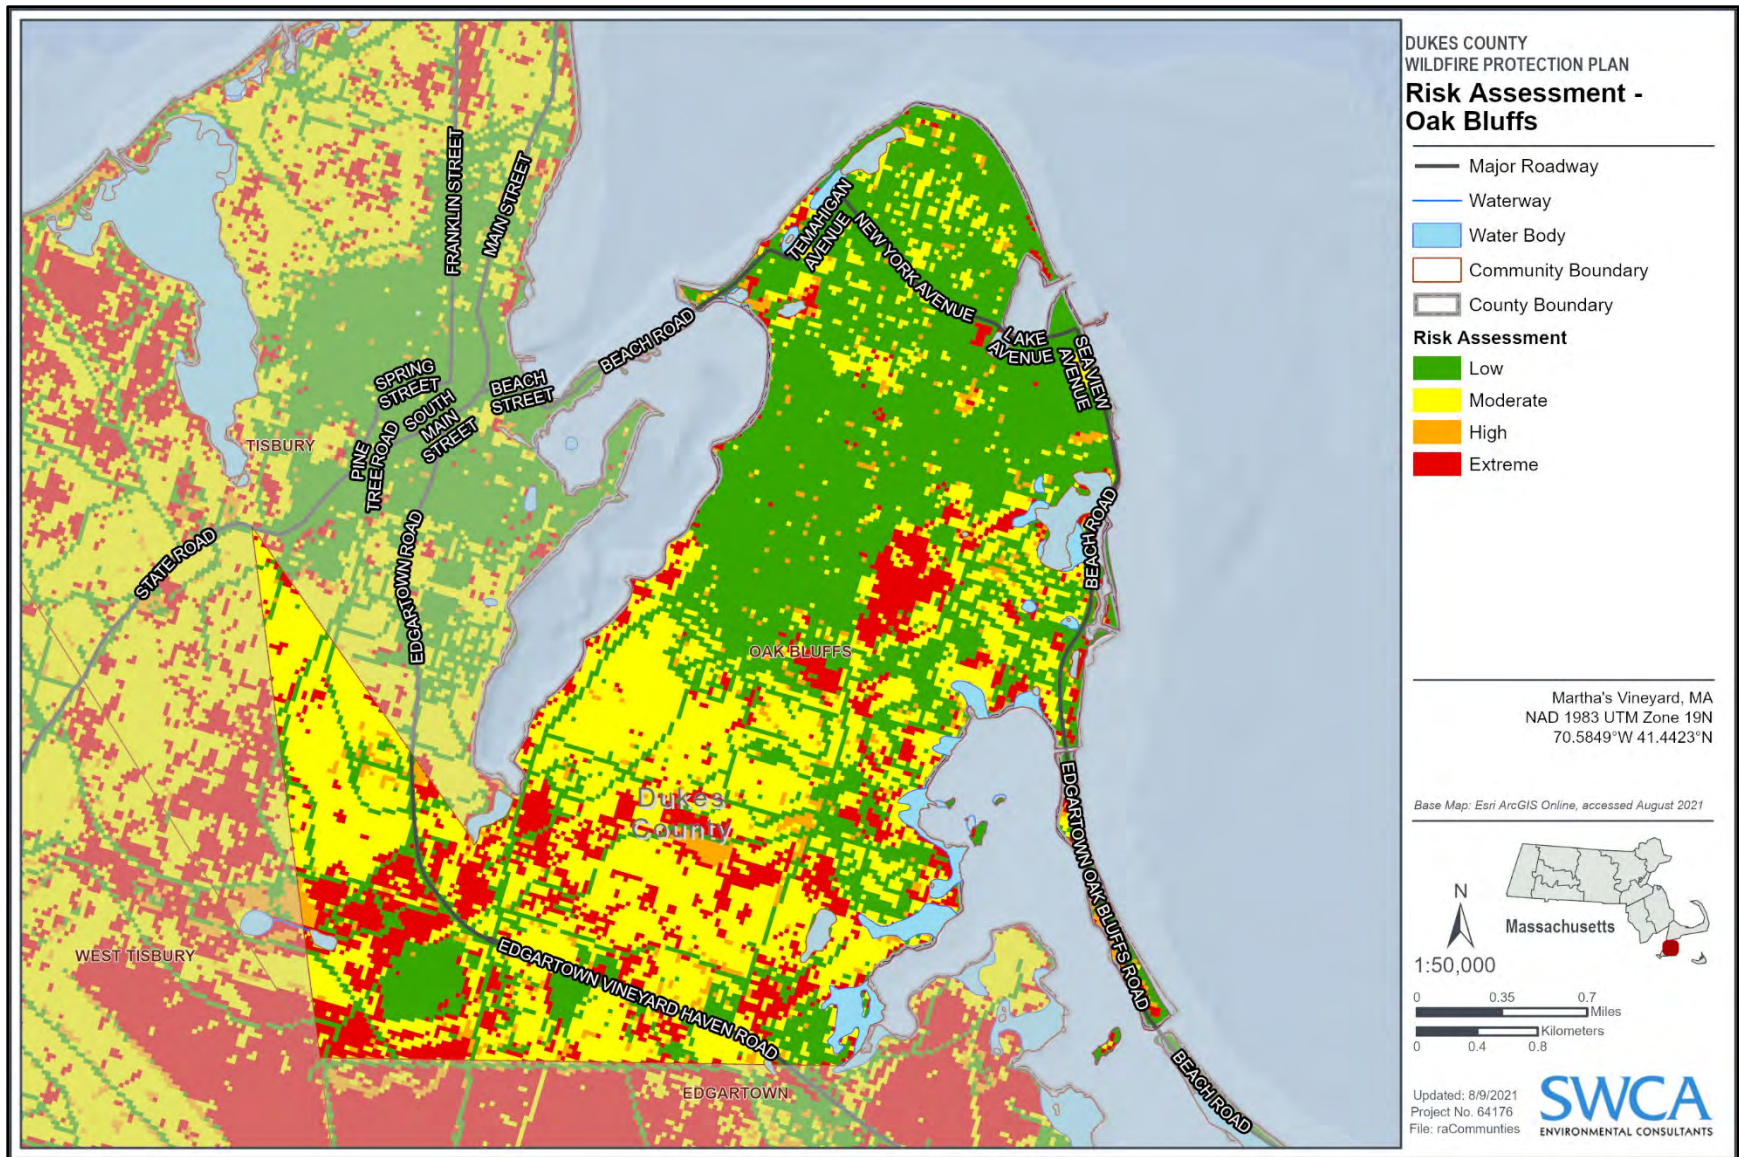 DUKES COUNTY
WILDFIRE PROTECTION PLAN
Risk Assessment -
Oak Bluffs
Major Roadway
Waterway
Water Body
Community Boundary
County Boundary
Risk Assessment
Low
Moderate
High
Extreme
Martha's Vineyard, MA
NAD 1983 UTM Zone 19N
70.5849°W 41.4423°N
Base Map: Esri ArcGIS Online, accessed August 2021
N
1:50,000
Massachusetts
0 0.35 0.7
Miles
Kilometers
0 0.4 0.8
Updated: 8/9/2021
Project No. 64176
File: raCommunties
SWCA
ENVIRONMENTAL CONSULTANTS
FRANKLIN STREET
MAIN STREET
TEMAHIGAN
AVENUE
NEW YORK AVENUE
LAKE
AVENUE
SEA VIEW
AVENUE
BEACH ROAD
SPRING
STREET
BEACH
STREET
SOUTH
MAIN
STREET
PINE
TREE ROAD
TISBURY
EDGARTOWN ROAD
STATE ROAD
BEACH ROAD
OAK BLUFFS
Dukes
County
EDGARTOWN OAK BLUFFS ROAD
WEST TISBURY
EDGARTOWN VINEYARD HAVEN ROAD
EDGARTOWN
BEACH ROAD